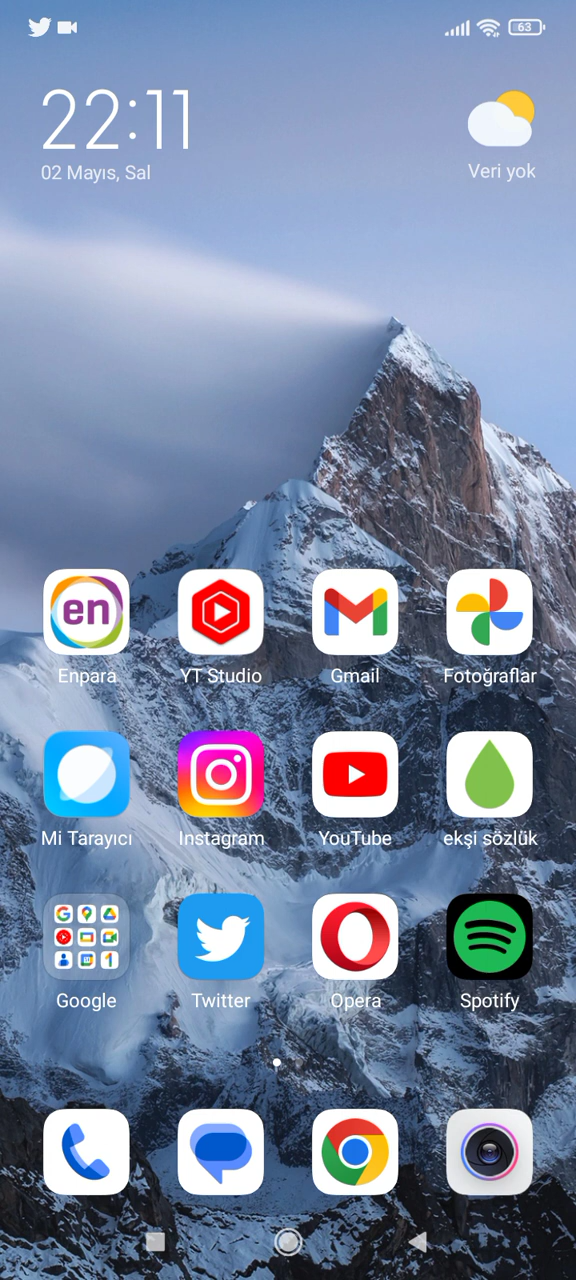 63
22:11
02 Mayıs, Sal
Veri yok
en
Enpara
YT Studio
Gmail
Fotoğraflar
Mi Tarayıcı
Instagram
YouTube
ekşi sözlük
Google
Twitter
Opera
Spotify